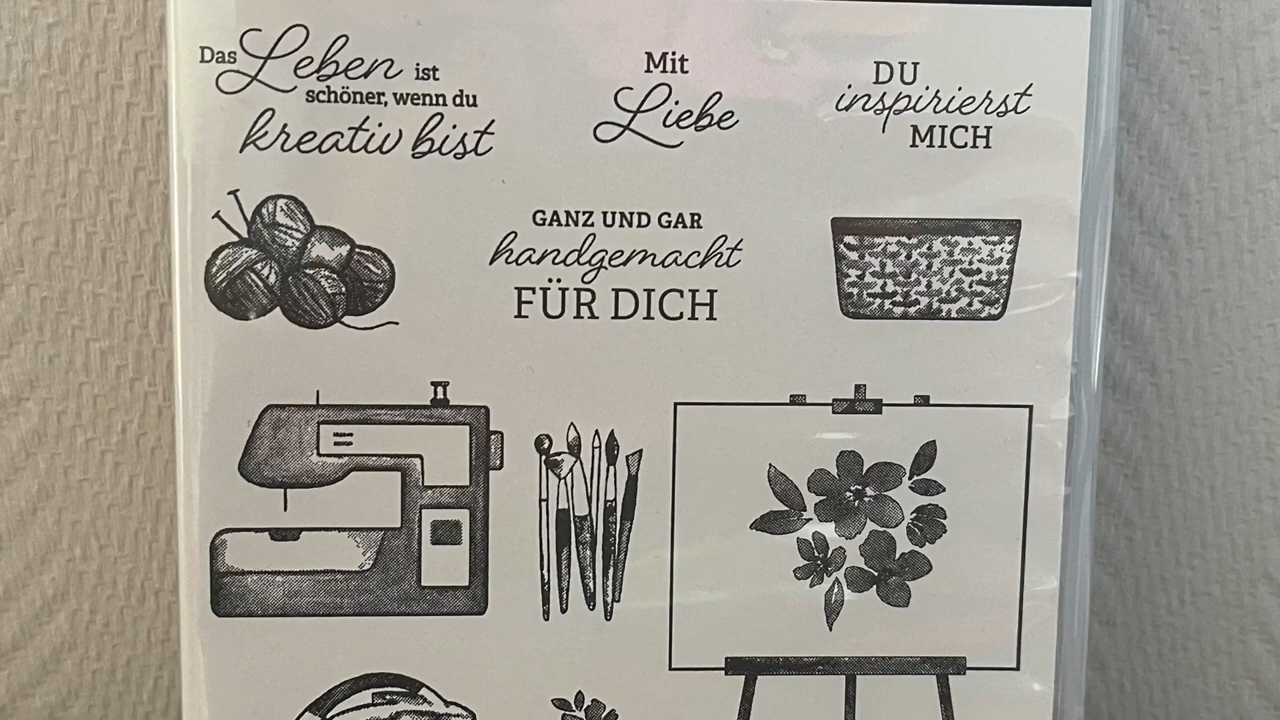 Das Leben ist
schöner, wenn du
kreativ bist
Mit
Liebe
DU
inspirierst
MICH
GANZ UND GAR
handgemacht
FÜR DICH